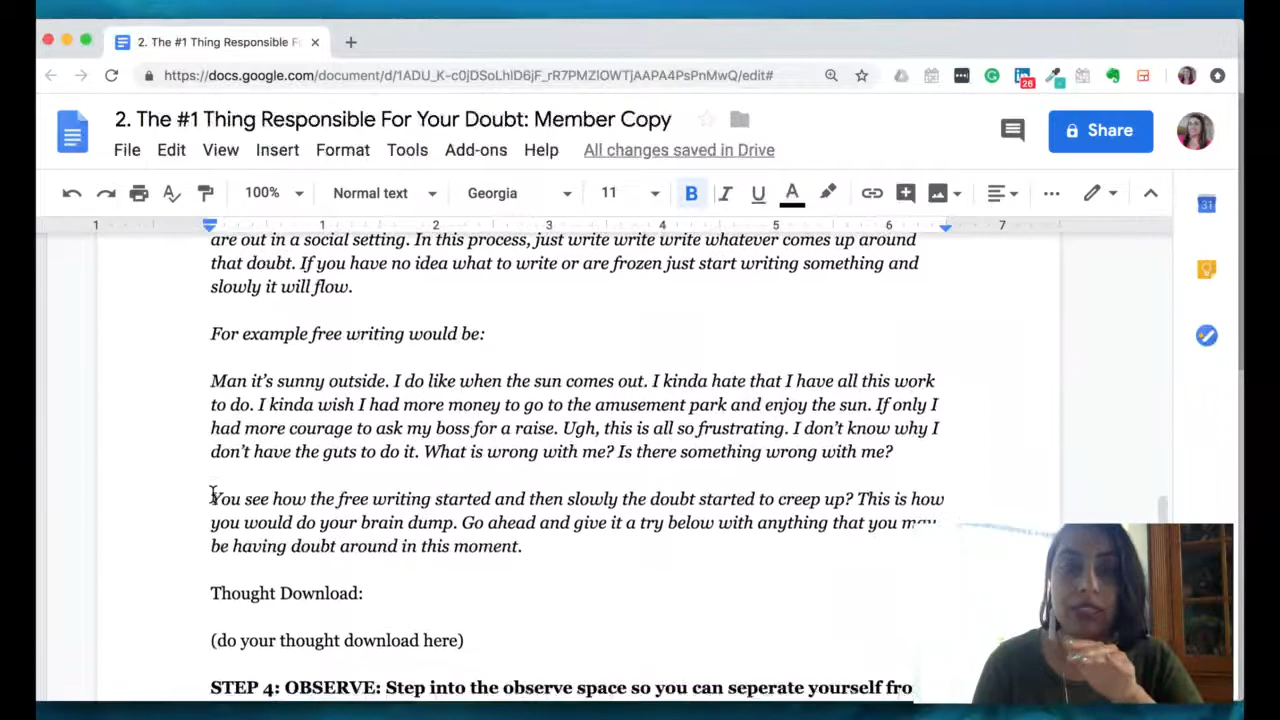 2. The #1 Thing Responsible F
https://docs.google.com/document/d/1ADU_K-c0jDSoLhlD6jF_rR7PMZlOWTjAAPA4PsPnMwQ/edit#
26
2. The #1 Thing Responsible For Your Doubt: Member Copy
Share
File Edit View Insert Format Tools Add-ons Help All changes saved in Drive
100% Normal text Georgia 11 B I U A
31
1 1 2 3 4 5 6 7
are out in a social setting. In this process, just write write write whatever comes up around
that doubt. If you have no idea what to write or are frozen just start writing something and
slowly it will flow.
For example free writing would be:
Man it's sunny outside. I do like when the sun comes out. I kinda hate that I have all this work
to do. I kinda wish I had more money to go to the amusement park and enjoy the sun. If only I
had more courage to ask my boss for a raise. Ugh, this is all so frustrating. I don't know why I
don't have the guts to do it. What is wrong with me? Is there something wrong with me?
You see how the free writing started and then slowly the doubt started to creep up? This is how
you would do your brain dump. Go ahead and give it a try below with anything that you may
be having doubt around in this moment.
Thought Download:
(do your thought download here)
STEP 4: OBSERVE: Step into the observe space so you can seperate yourself fro